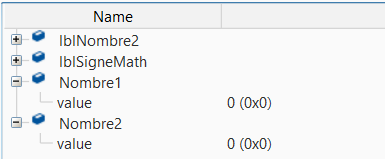 Name
lblNombre2
lblSigneMath
Nombre1
value 0 (0x0)
Nombre2
value 0 (0x0)